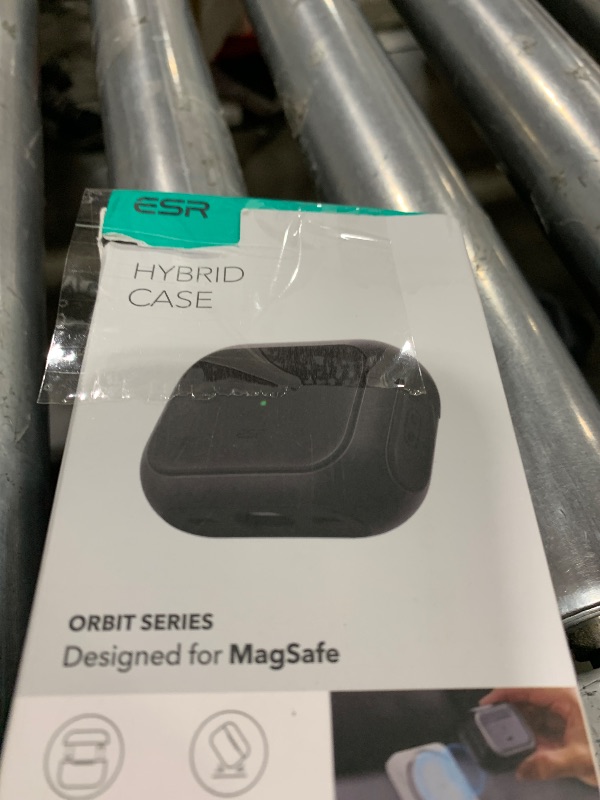 ESR
HYBRID
CASE
ORBIT SERIES
Designed for MagSafe